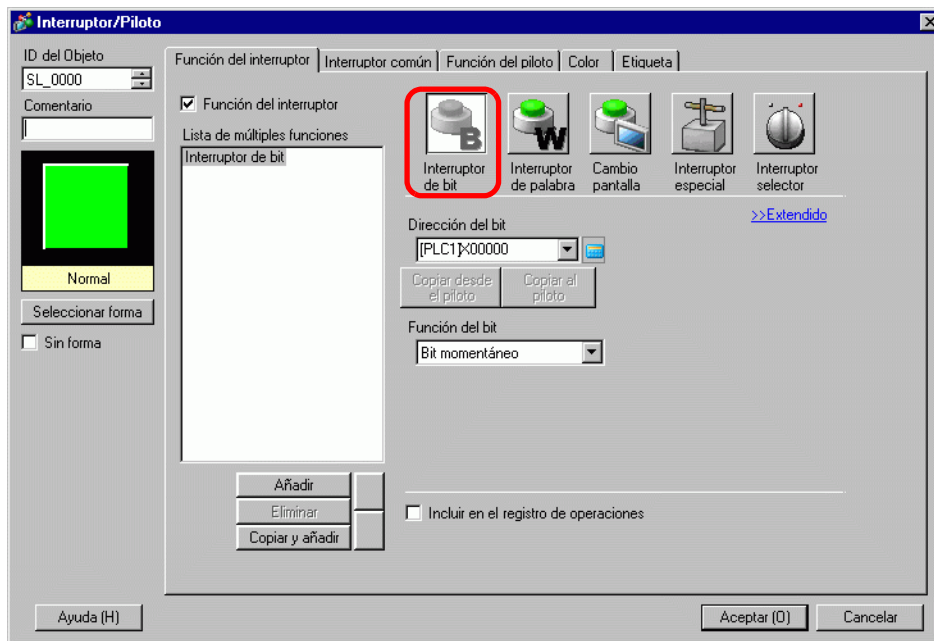 Interruptor/Piloto
ID del Objeto
SL_0000
Comentario
Normal
Seleccionar forma
Sin forma
Función del interruptor
Interruptor común
Función del piloto
Color
Etiqueta
Función del interruptor
Lista de múltiples funciones
Interruptor de bit
Añadir
Eliminar
Copiar y añadir
B
Interruptor
de bit
W
Interruptor
de palabra
Cambio
pantalla
Interruptor
especial
Interruptor
selector
>>Extendido
Dirección del bit
[PLC1]X00000
Copiar desde
el piloto
Copiar al
piloto
Función del bit
Bit momentáneo
Incluir en el registro de operaciones
Ayuda (H)
Aceptar (O)
Cancelar